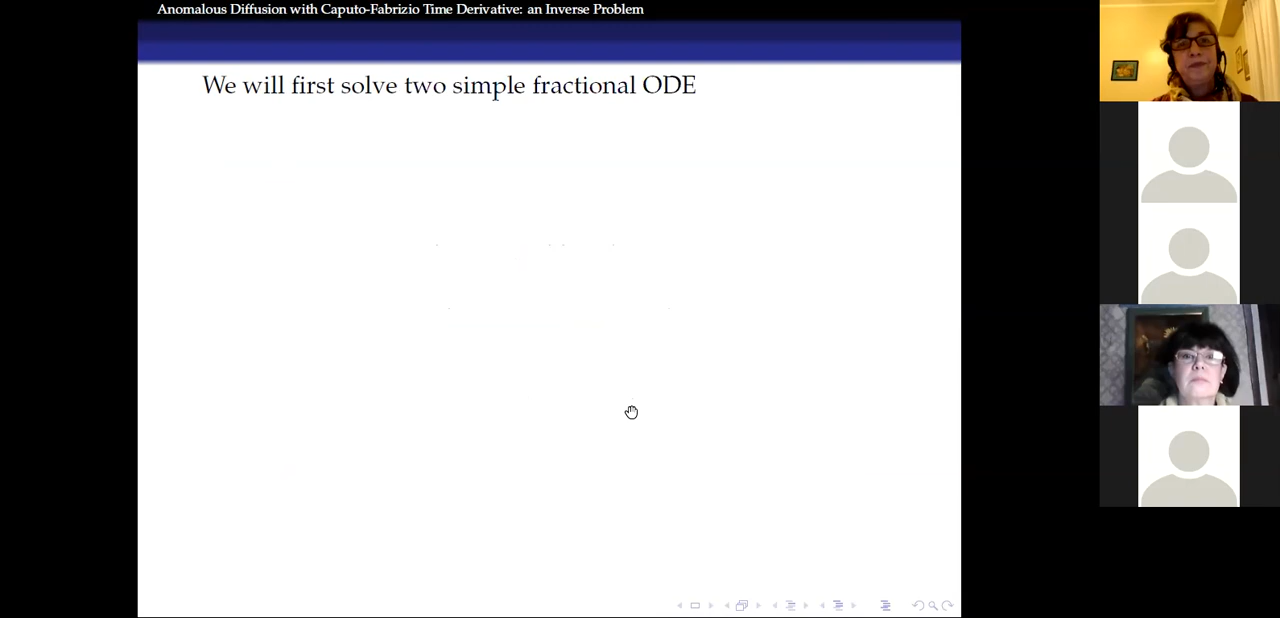 Anomalous Diffusion with Caputo-Fabrizio Time Derivative: an Inverse Problem
We will first solve two simple fractional ODE